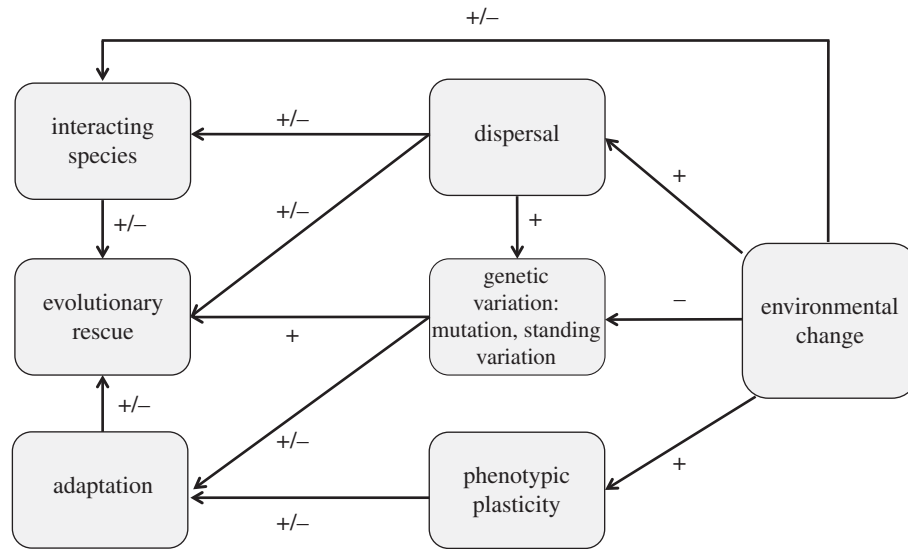 +/–
interacting
species
+/–
dispersal
+
+/–
+/–
+
evolutionary
rescue
+
genetic
variation:
mutation, standing
variation
–
environmental
change
+/–
+/–
+
adaptation
+/–
phenotypic
plasticity